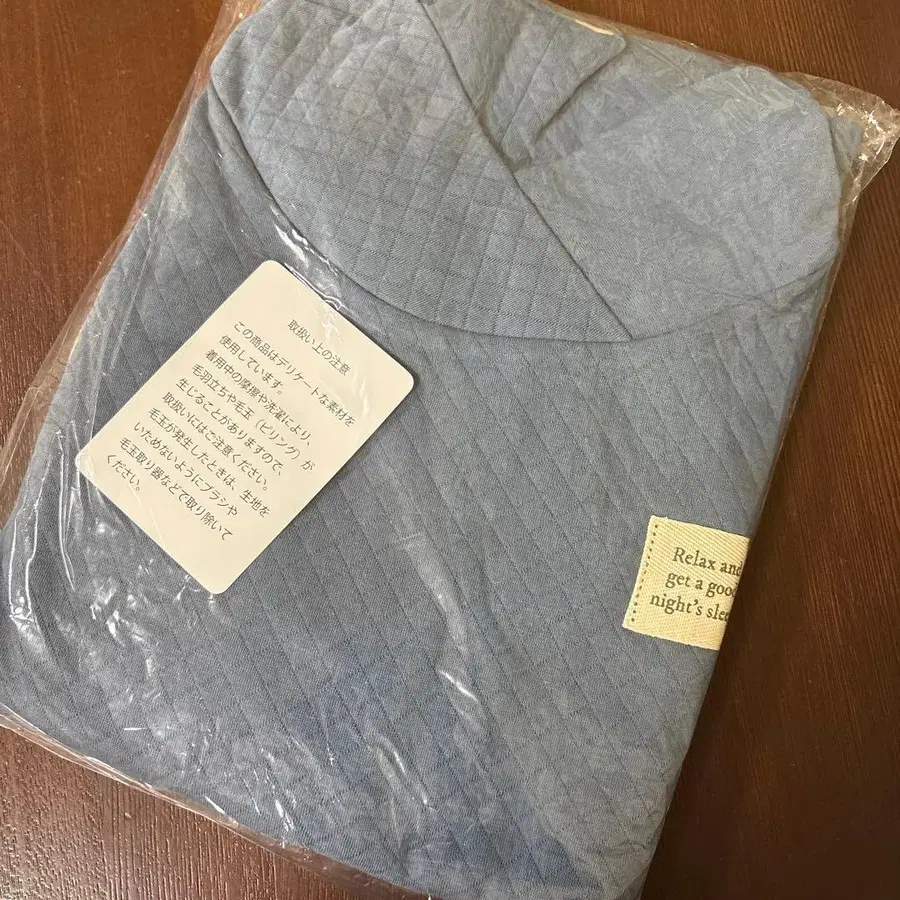 取扱い上の注意
この商品はデリケートな素材を
使用しています。
着用中の摩擦や洗濯により、
毛羽立ちや毛玉（ピリング）が
生じることがありますので、
取扱いにはご注意ください。
毛玉が発生したときは、生地を
いためないようにブラシや
毛玉取り器などで取り除いて
ください。
Relax and
get a good
night's slee